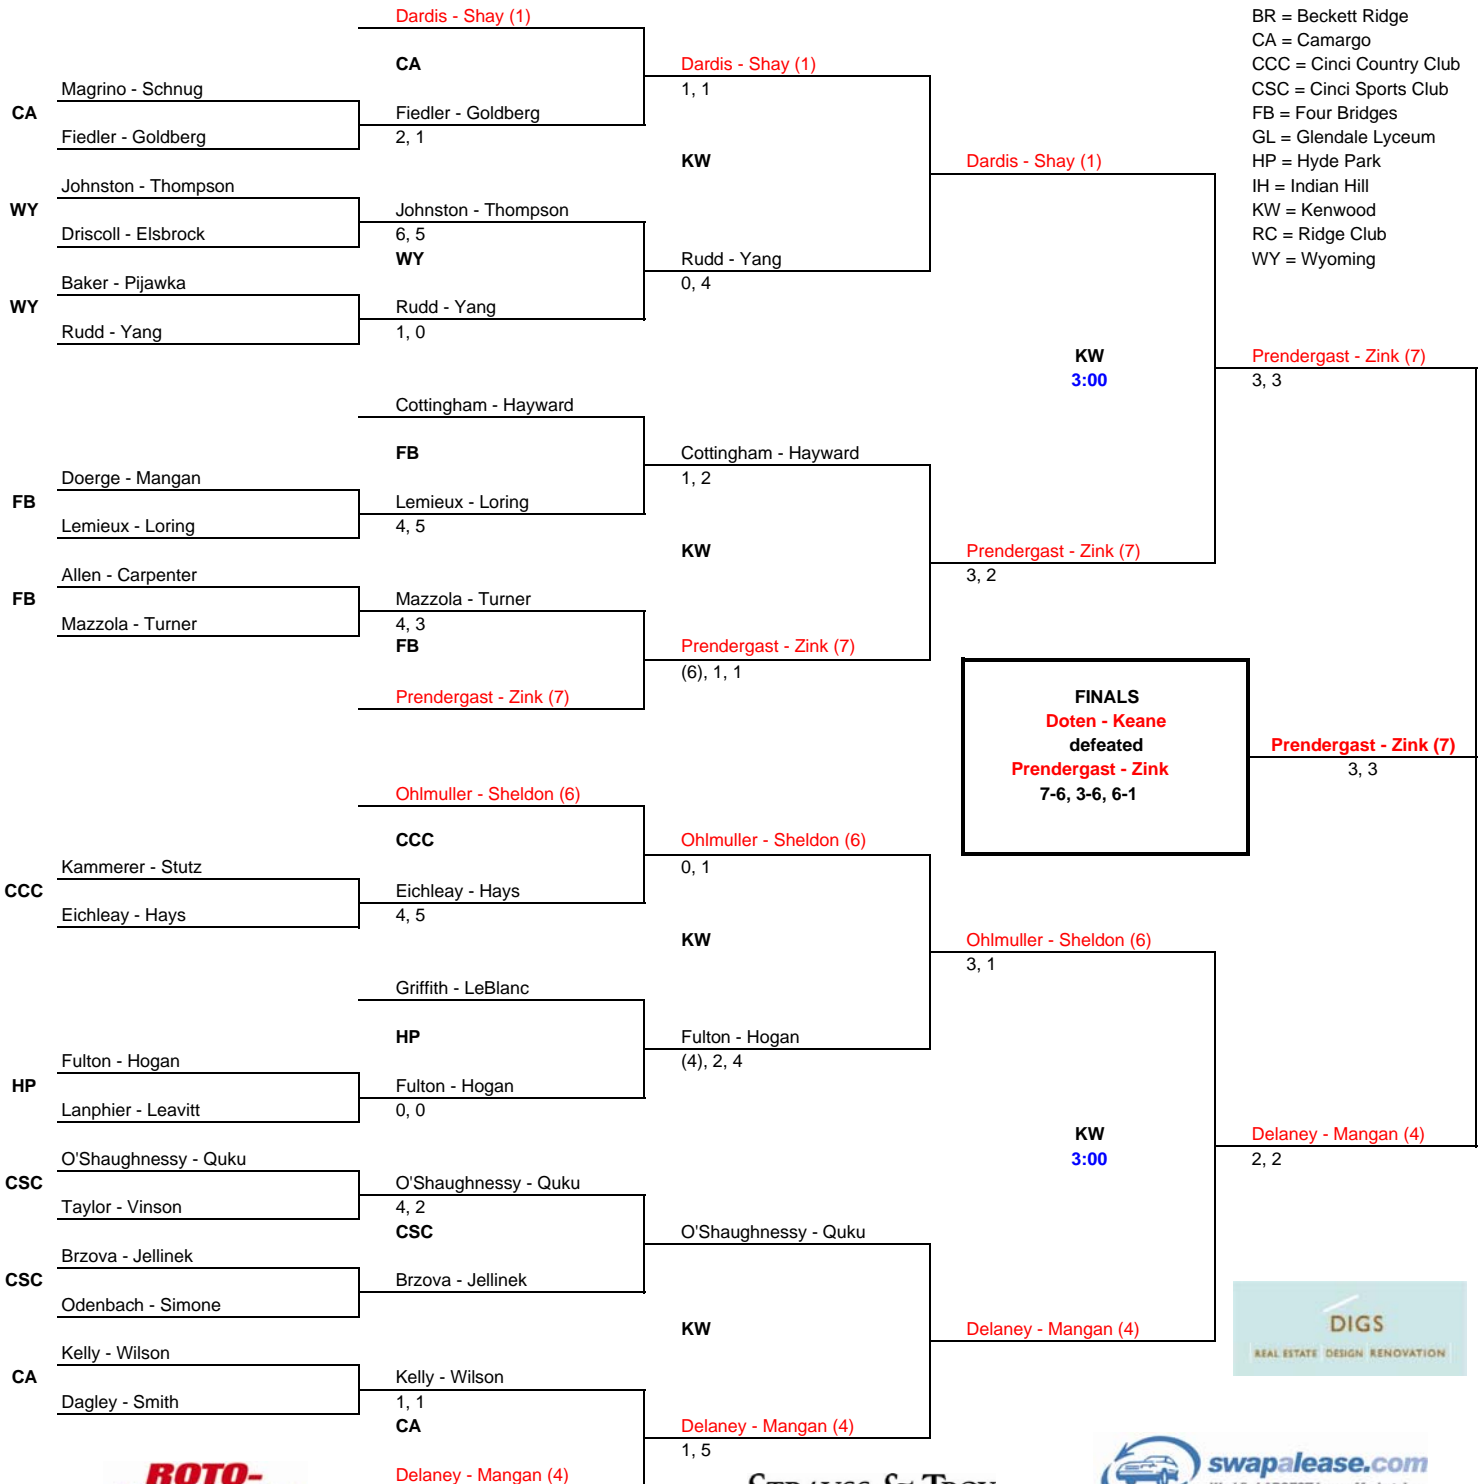 Dardis - Shay (1)
CA
Magrino - Schnug
CA
Fiedler - Goldberg
Fiedler - Goldberg
2, 1
Dardis - Shay (1)
1, 1
Johnston - Thompson
WY
Driscoll - Elsbrock
Johnston - Thompson
6, 5
WY
Baker - Pijawka
WY
Rudd - Yang
Rudd - Yang
1, 0
KW
Rudd - Yang
0, 4
Dardis - Shay (1)
BR = Beckett Ridge
CA = Camargo
CCC = Cinci Country Club
CSC = Cinci Sports Club
FB = Four Bridges
GL = Glendale Lyceum
HP = Hyde Park
IH = Indian Hill
KW = Kenwood
RC = Ridge Club
WY = Wyoming
KW
3:00
Prendergast - Zink (7)
3, 3
Cottingham - Hayward
FB
Doerge - Mangan
FB
Lemieux - Loring
Lemieux - Loring
4, 5
Cottingham - Hayward
1, 2
Allen - Carpenter
FB
Mazzola - Turner
Mazzola - Turner
4, 3
FB
Prendergast - Zink (7)
KW
Prendergast - Zink (7)
(6), 1, 1
Prendergast - Zink (7)
3, 2
FINALS
Doten - Keane
defeated
Prendergast - Zink
7-6, 3-6, 6-1
Prendergast - Zink (7)
3, 3
Ohlmuller - Sheldon (6)
CCC
Kammerer - Stutz
CCC
Eichleay - Hays
Eichleay - Hays
4, 5
Ohlmuller - Sheldon (6)
0, 1
KW
Griffith - LeBlanc
HP
Fulton - Hogan
HP
Lanphier - Leavitt
Fulton - Hogan
0, 0
Fulton - Hogan
(4), 2, 4
Ohlmuller - Sheldon (6)
3, 1
KW
3:00
Delaney - Mangan (4)
2, 2
O'Shaughnessy - Quku
CSC
Taylor - Vinson
O'Shaughnessy - Quku
4, 2
CSC
Brzova - Jellinek
CSC
Odenbach - Simone
Brzova - Jellinek
O'Shaughnessy - Quku
KW
Delaney - Mangan (4)
Kelly - Wilson
CA
Dagley - Smith
Kelly - Wilson
1, 1
CA
Delaney - Mangan (4)
Delaney - Mangan (4)
1, 5
DIGS
REAL ESTATE DESIGN RENOVATION
ROTO-
STRAUSS & TROY
swapalease.com